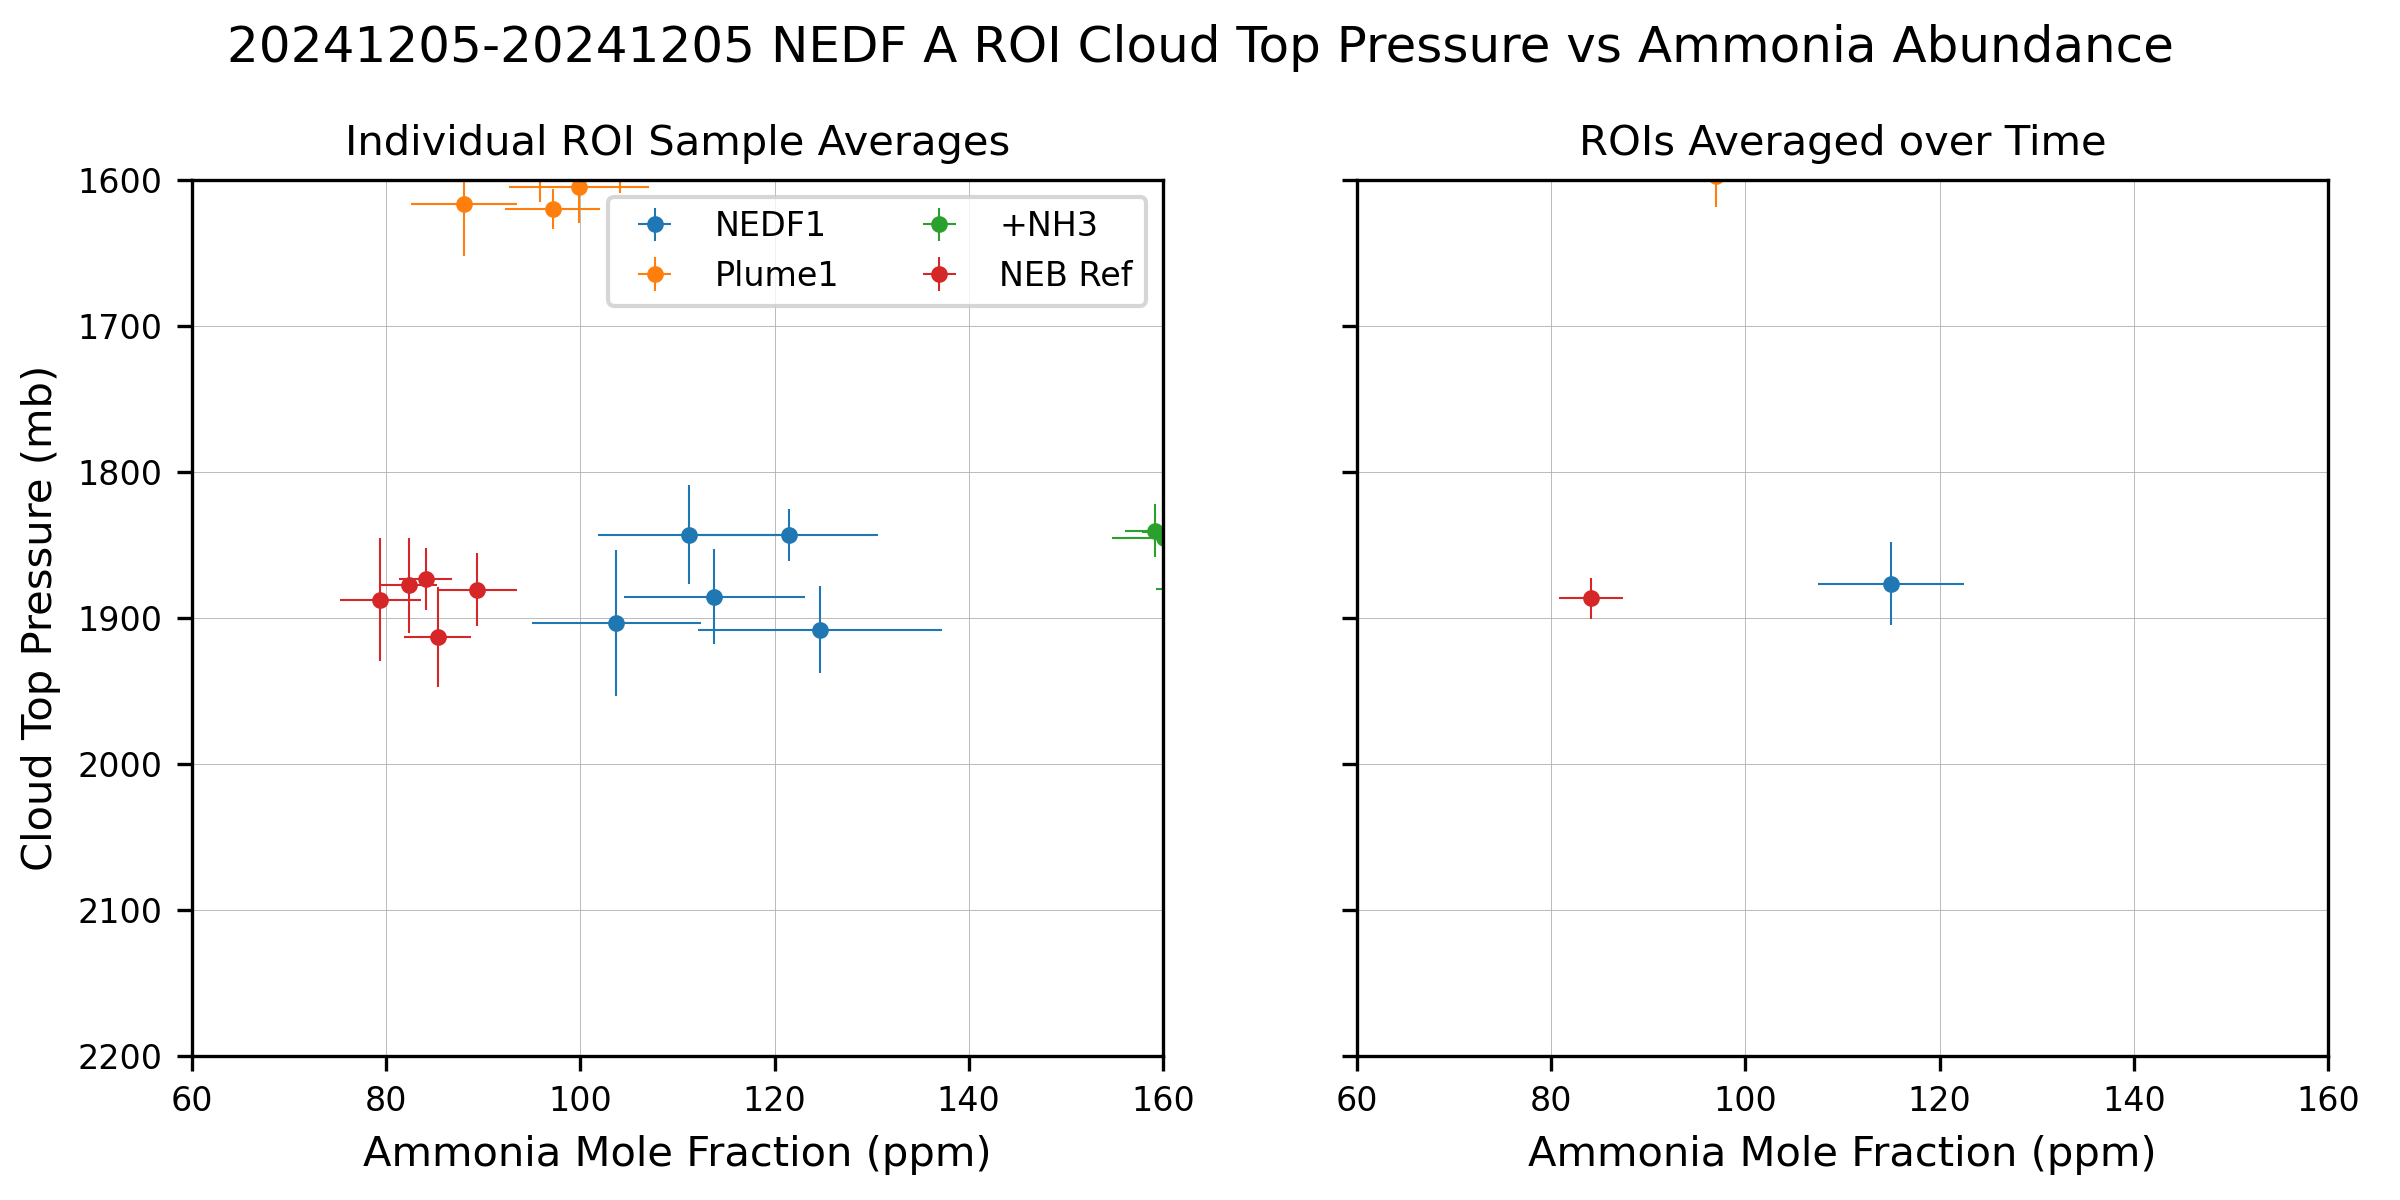 20241205-20241205 NEDF A ROI Cloud Top Pressure vs Ammonia Abundance
Individual ROI Sample Averages
ROIs Averaged over Time
Cloud Top Pressure (mb)
1600
1700
1800
1900
2000
2100
2200
NEDF1
Plume1
+NH3
NEB Ref
60 80 100 120 140 160
60 80 100 120 140 160
Ammonia Mole Fraction (ppm)
Ammonia Mole Fraction (ppm)